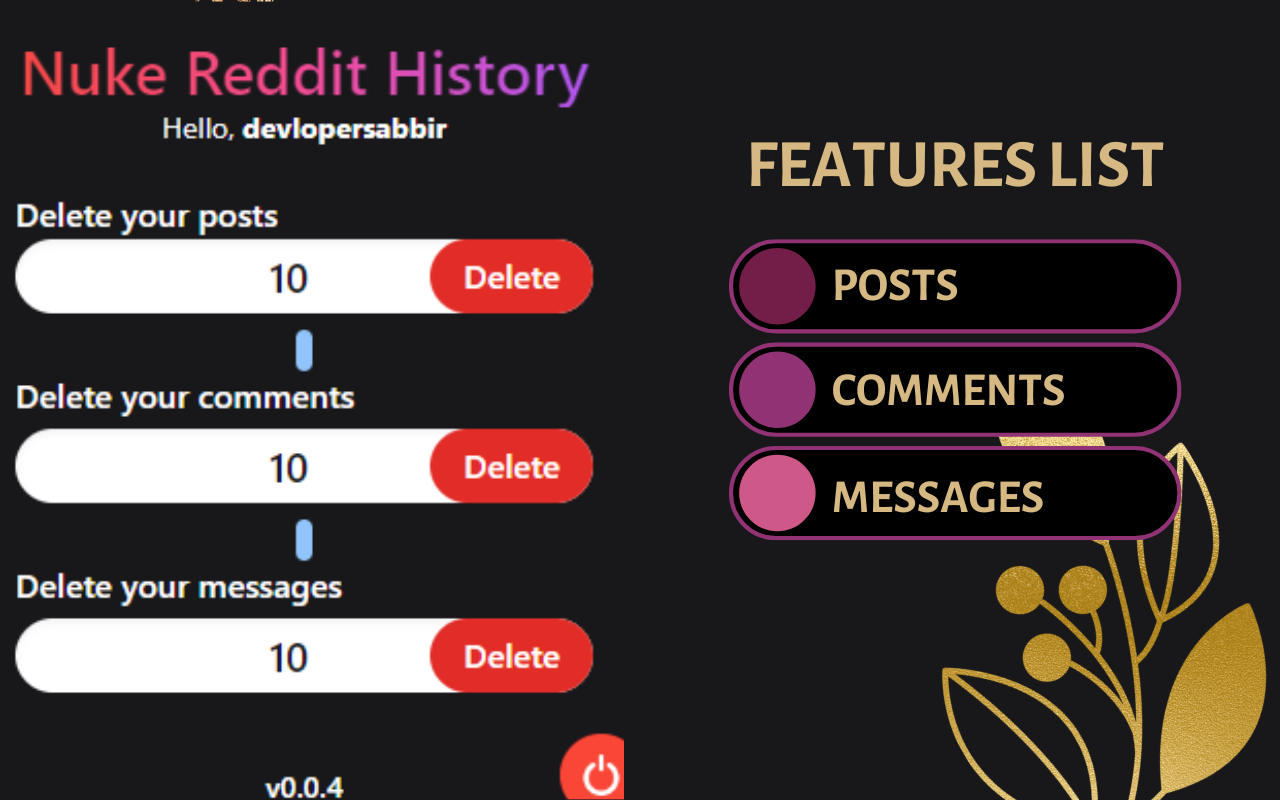 Nuke Reddit History
Hello, devlopersabbir
Delete your posts
10 Delete
Delete your comments
10 Delete
Delete your messages
10 Delete
v0.0.4
FEATURES LIST
POSTS
COMMENTS
MESSAGES